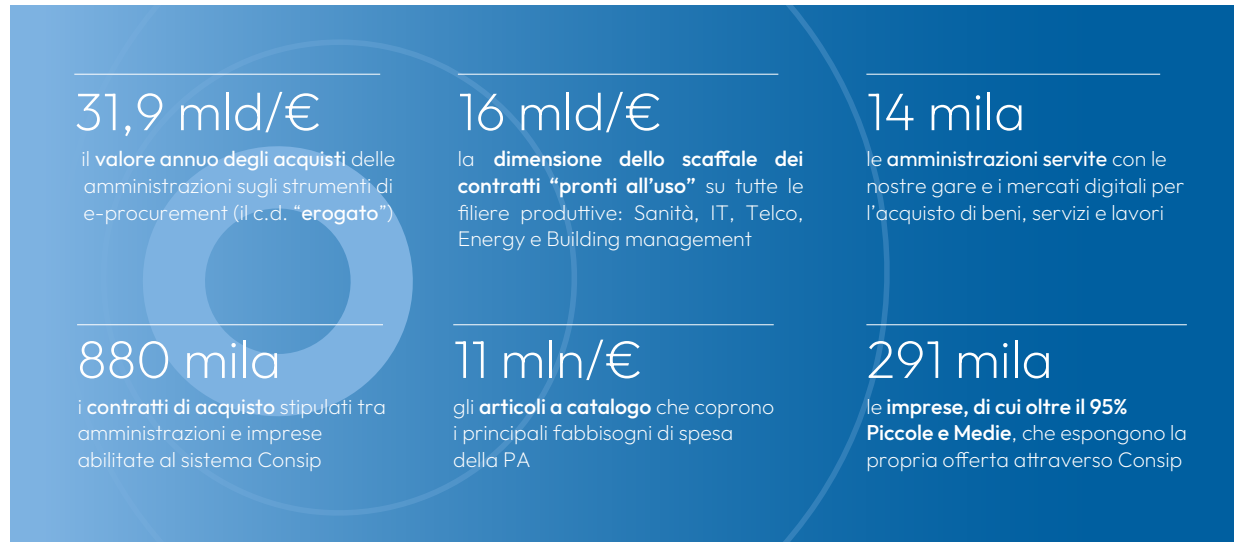 31,9 mld/€
il valore annuo degli acquisti delle
amministrazioni sugli strumenti di
e-procurement (il c.d. “erogato”)
16 mld/€
la dimensione dello scaffale dei
contratti “pronti all’uso” su tutte le
filiere produttive: Sanità, IT, Telco,
Energy e Building management
14 mila
le amministrazioni servite con le
nostre gare e i mercati digitali per
l’acquisto di beni, servizi e lavori
880 mila
i contratti di acquisto stipulati tra
amministrazioni e imprese
abilitate al sistema Consip
11 mln/€
gli articoli a catalogo che coprono
i principali fabbisogni di spesa
della PA
291 mila
le imprese, di cui oltre il 95%
Piccole e Medie, che espongono la
propria offerta attraverso Consip